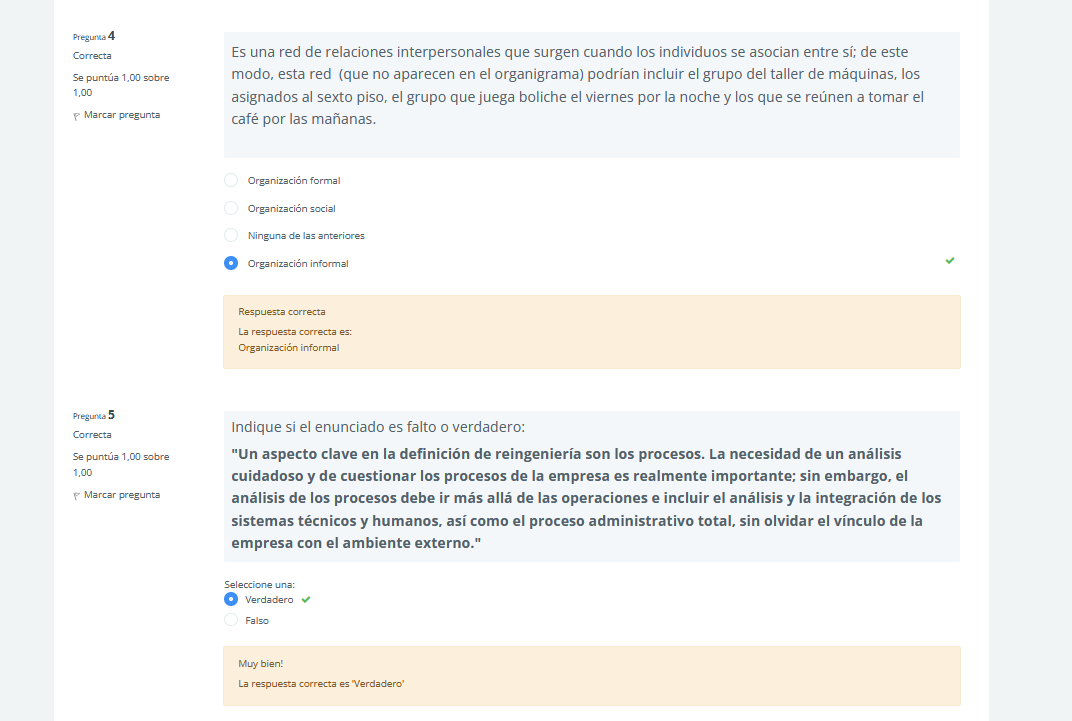 Pregunta 4
Correcta
Se puntúa 1,00 sobre
1,00
Marcar pregunta
Es una red de relaciones interpersonales que surgen cuando los individuos se asocian entre sí; de este
modo, esta red  (que no aparecen en el organigrama) podrían incluir el grupo del taller de máquinas, los
asignados al sexto piso, el grupo que juega boliche el viernes por la noche y los que se reúnen a tomar el
café por las mañanas.
Organización formal
Organización social
Ninguna de las anteriores
Organización informal
Respuesta correcta
La respuesta correcta es:
Organización informal
Pregunta 5
Correcta
Se puntúa 1,00 sobre
1,00
Marcar pregunta
Indique si el enunciado es falto o verdadero:
"Un aspecto clave en la definición de reingeniería son los procesos. La necesidad de un análisis
cuidadoso y de cuestionar los procesos de la empresa es realmente importante; sin embargo, el
análisis de los procesos debe ir más allá de las operaciones e incluir el análisis y la integración de los
sistemas técnicos y humanos, así como el proceso administrativo total, sin olvidar el vínculo de la
empresa con el ambiente externo."
Seleccione una:
Verdadero
Falso
Muy bien!
La respuesta correcta es 'Verdadero'